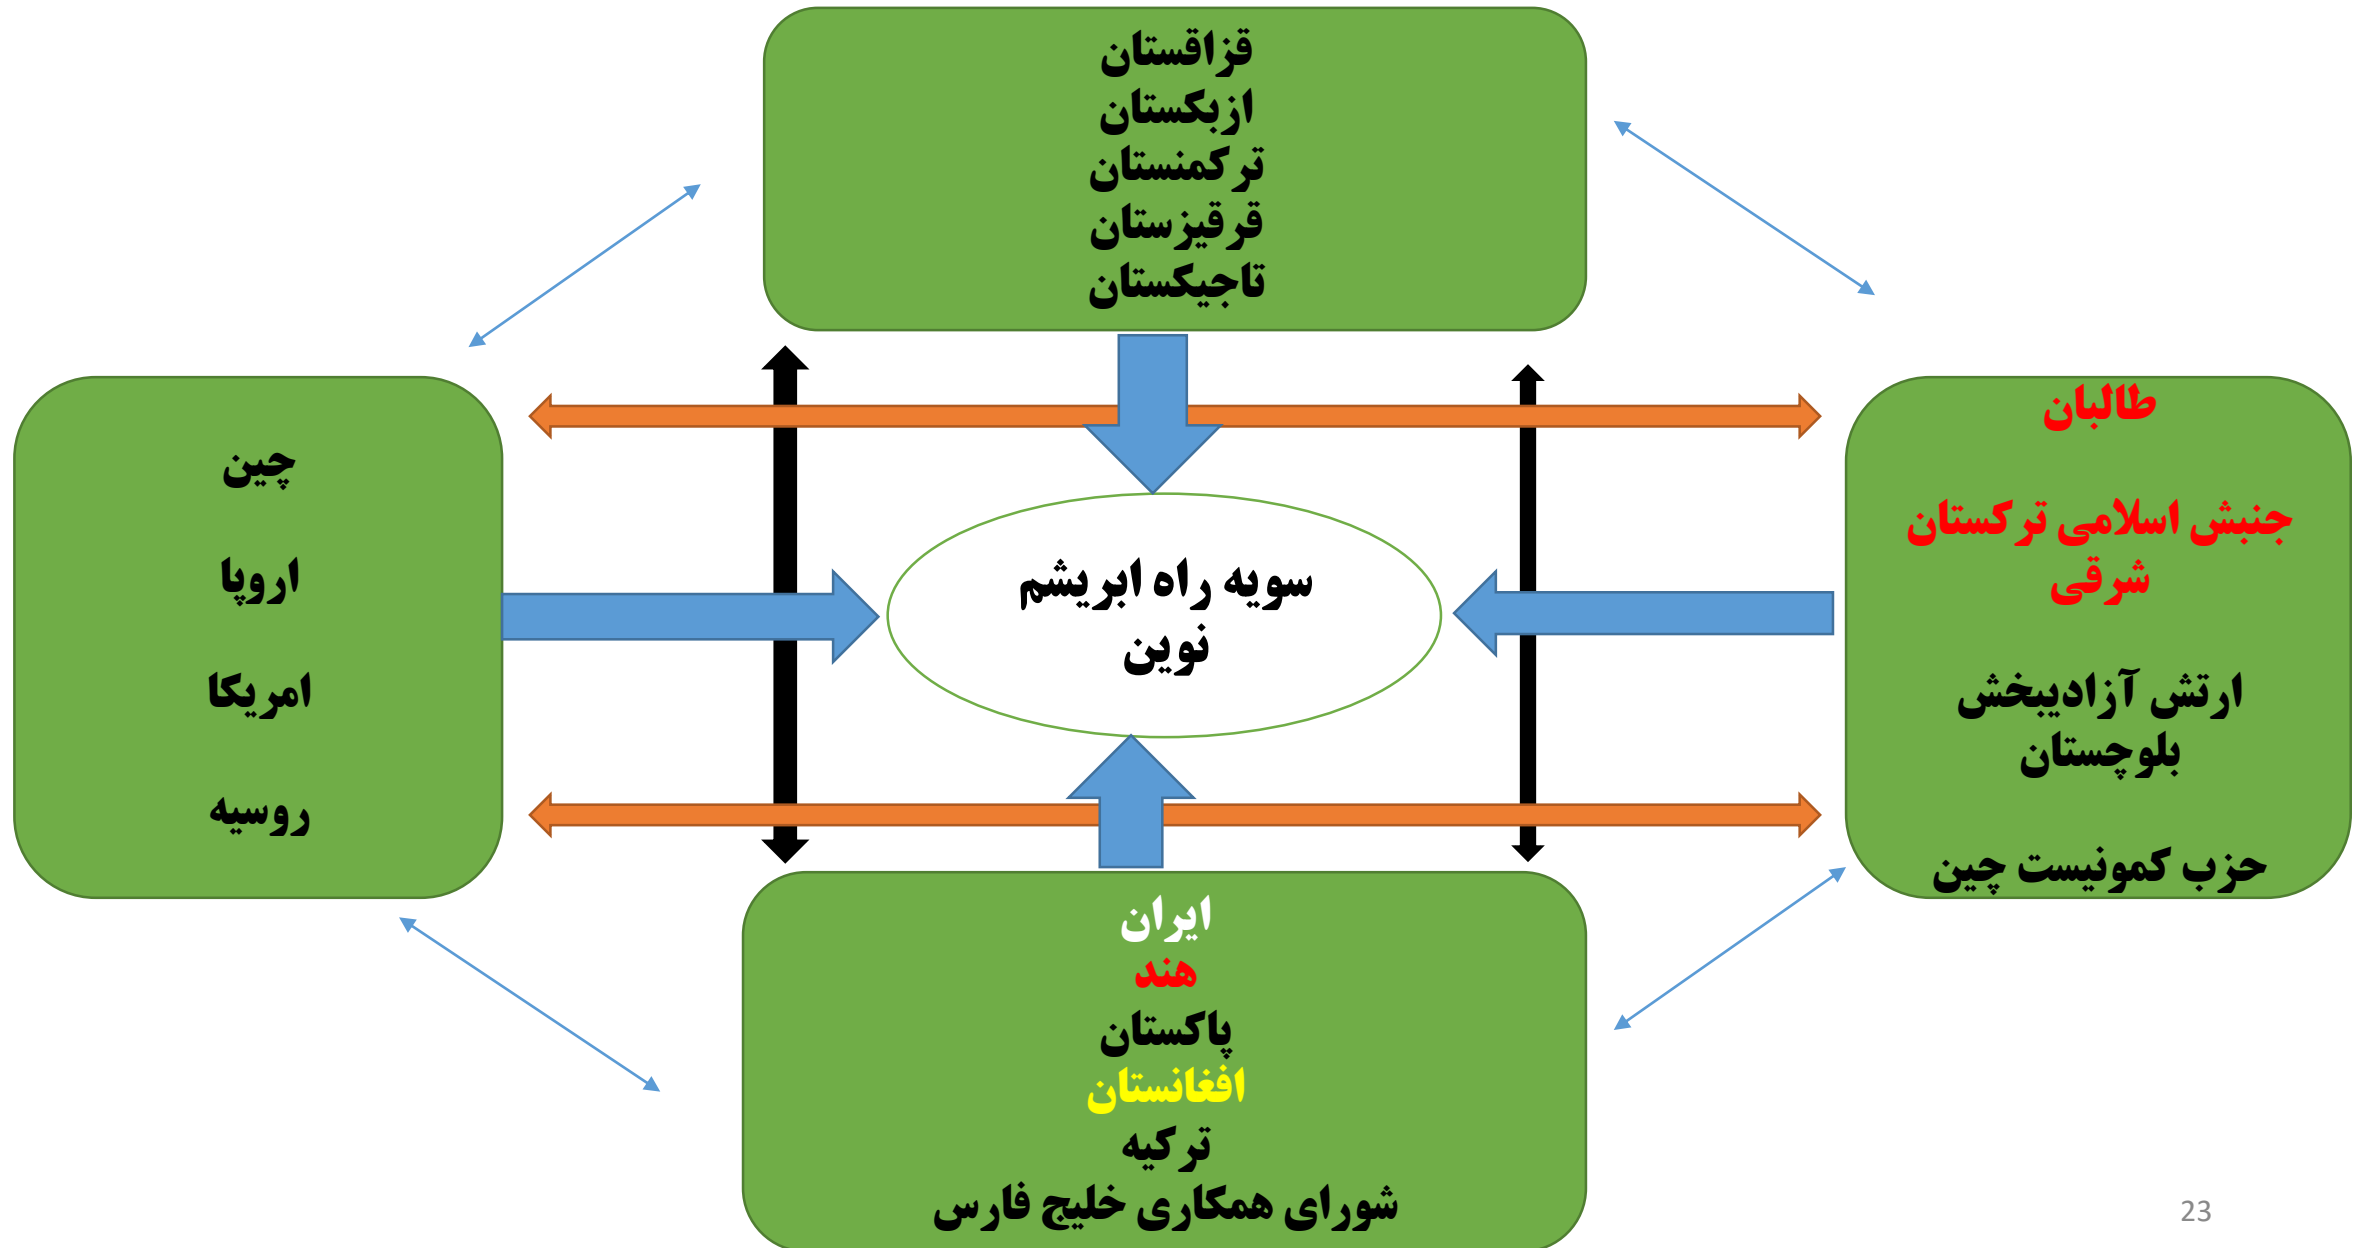 قزاقستان
ازبکستان
ترکمنستان
قرقیزستان
تاجیکستان
طالبان
جنبش اسلامی ترکستان
شرقی
ارتش آزادیبخش
بلوچستان
حزب کمونیست چین
سویه راه ابریشم
نوین
چین
اروپا
امریکا
روسیه
ایران
هند
پاکستان
افغانستان
ترکیه
شورای همکاری خلیج فارس
23